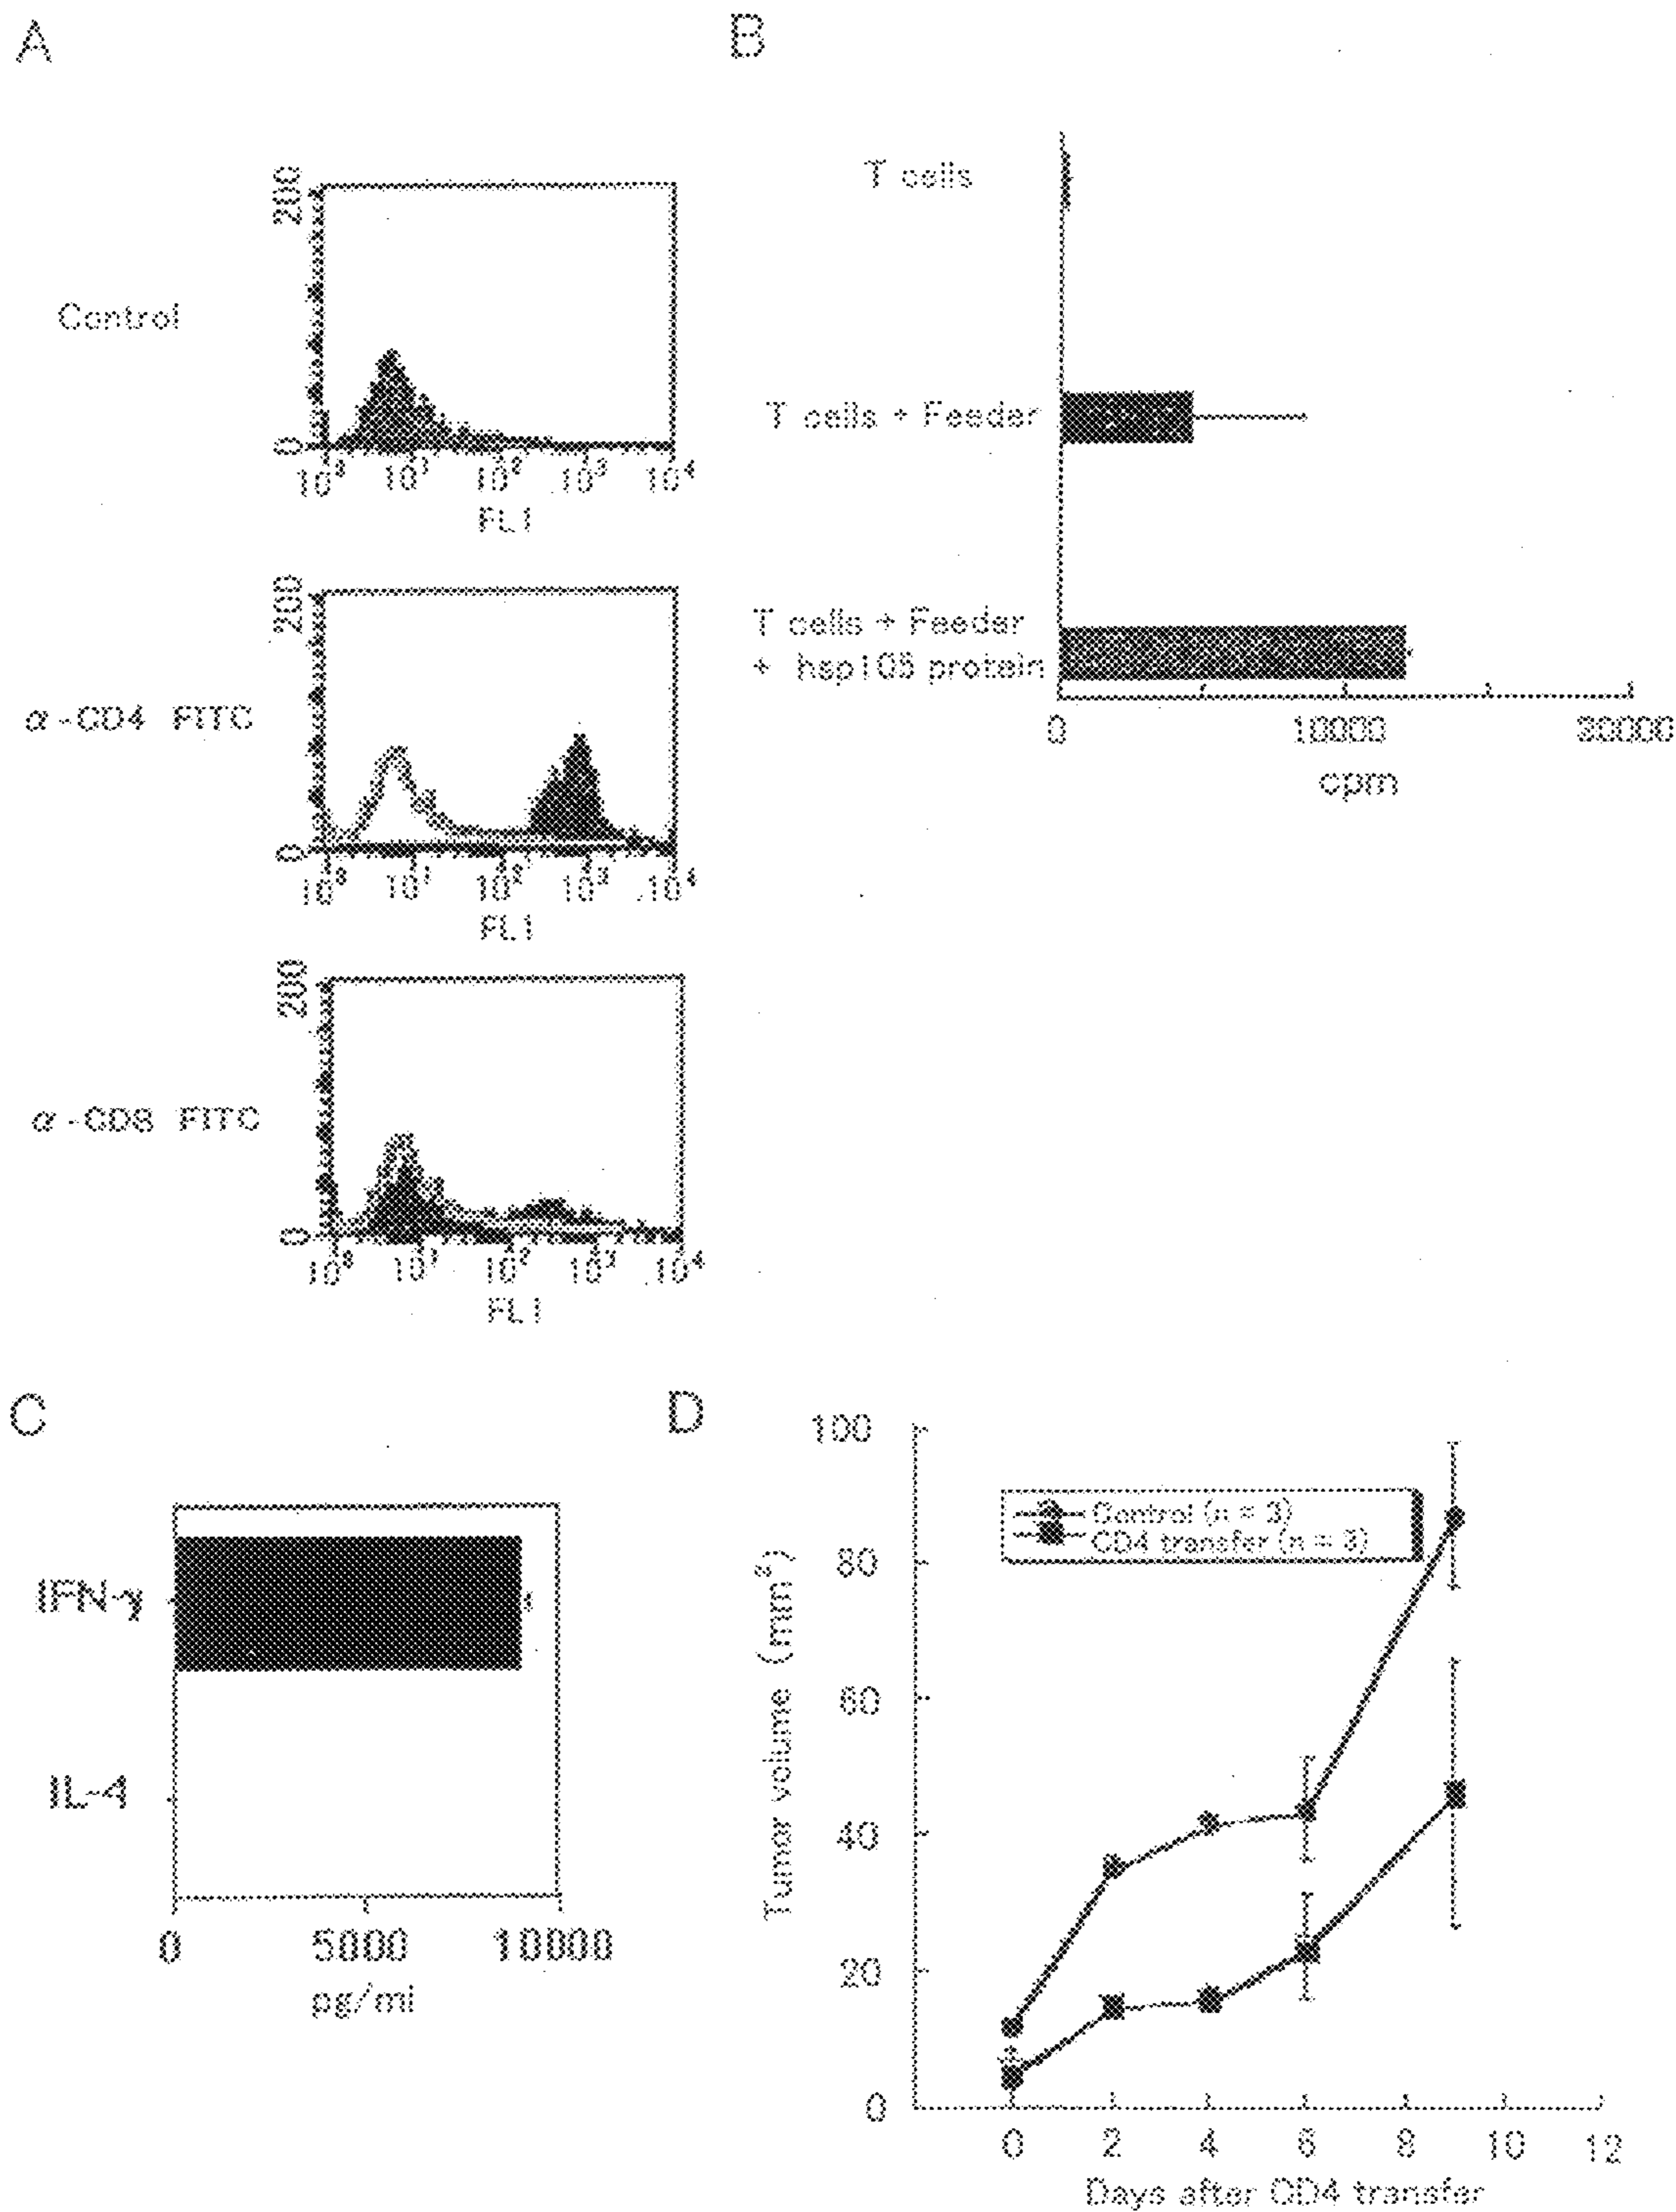 A
B
Control
200
0
10⁰ 10¹ 10² 10³ 10⁴
FL1
α-CD4 FITC
200
0
10⁰ 10¹ 10² 10³ 10⁴
FL1
α-CD8 FITC
200
0
10⁰ 10¹ 10² 10³ 10⁴
FL1
T cells
T cells + Feeder
T cells + Feeder
+ hsp105 protein
0 10000 20000
cpm
C
IFN-γ
IL-4
0 5000 10000
pg/ml
D
Tumor volume (mm³)
100
80
60
40
20
0
Control (n = 3)
CD4 transfer (n = 3)
0 2 4 6 8 10 12
Days after CD4 transfer